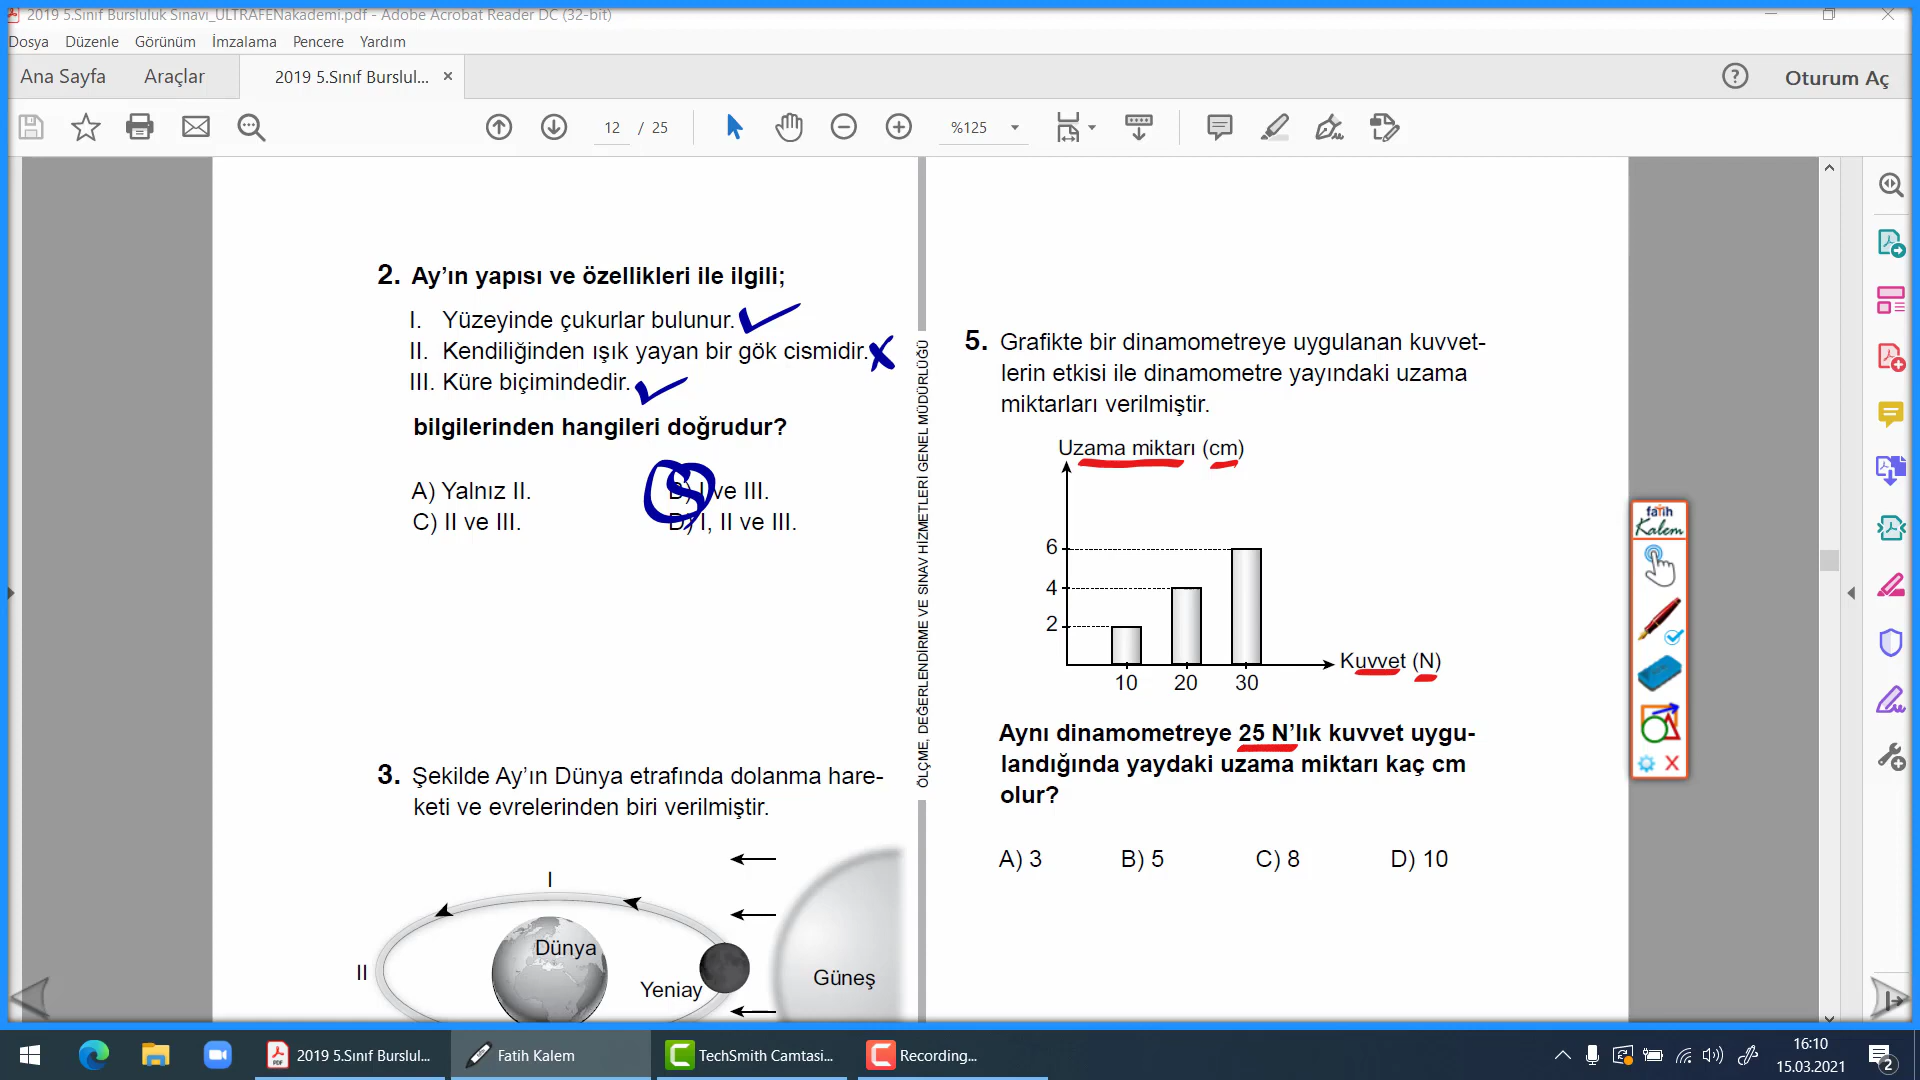 2019 5.Sınıf Bursluluk Sınavı_ULTRAFENakademi.pdf - Adobe Acrobat Reader DC (32-bit)
Dosya Düzenle Görünüm İmzalama Pencere Yardım
Ana Sayfa Araçlar 2019 5.Sınıf Burslul... × Oturum Aç
12 / 25 %125
2. Ay’ın yapısı ve özellikleri ile ilgili;
I. Yüzeyinde çukurlar bulunur.
II. Kendiliğinden ışık yayan bir gök cismidir.
III. Küre biçimindedir.
bilgilerinden hangileri doğrudur?
A) Yalnız II. B) I ve III.
C) II ve III. D) I, II ve III.
3. Şekilde Ay’ın Dünya etrafında dolanma hare-
keti ve evrelerinden biri verilmiştir.
I
II
Dünya
Yeniay
Güneş
ÖLÇME, DEĞERLENDİRME VE SINAV HİZMETLERİ GENEL MÜDÜRLÜĞÜ
5. Grafikte bir dinamometreye uygulanan kuvvet-
lerin etkisi ile dinamometre yayındaki uzama
miktarları verilmiştir.
Uzama miktarı (cm)
6
4
2
10 20 30
Kuvvet (N)
Aynı dinamometreye 25 N’lık kuvvet uygu-
landığında yaydaki uzama miktarı kaç cm
olur?
A) 3 B) 5 C) 8 D) 10
fatih
Kalem
2019 5.Sınıf Burslul... Fatih Kalem TechSmith Camtasi... Recording...
16:10
15.03.2021
2